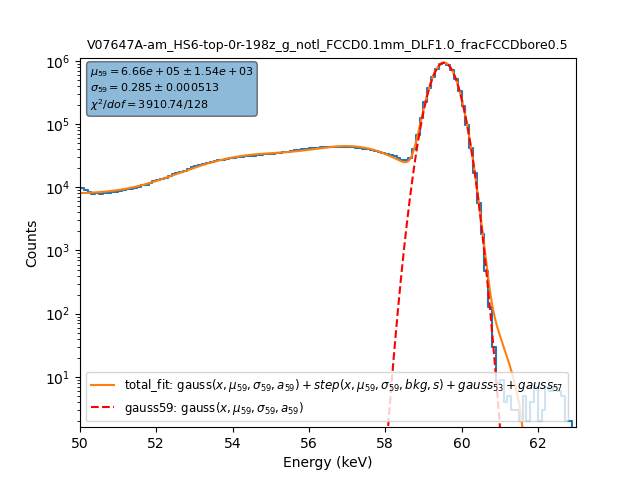 V07647A-am_HS6-top-0r-198z_g_notl_FCCD0.1mm_DLF1.0_fracFCCDbore0.5
μ₅₉ = 6.66e + 05 ± 1.54e + 03
σ₅₉ = 0.285 ± 0.000513
χ²/dof = 3910.74/128
10⁶
10⁵
10⁴
10³
10²
10¹
Counts
total_fit: gauss(x, μ₅₉, σ₅₉, a₅₉) + step(x, μ₅₉, σ₅₉, bkg, s) + gauss₅₃ + gauss₅₇
gauss59: gauss(x, μ₅₉, σ₅₉, a₅₉)
50 52 54 56 58 60 62
Energy (keV)